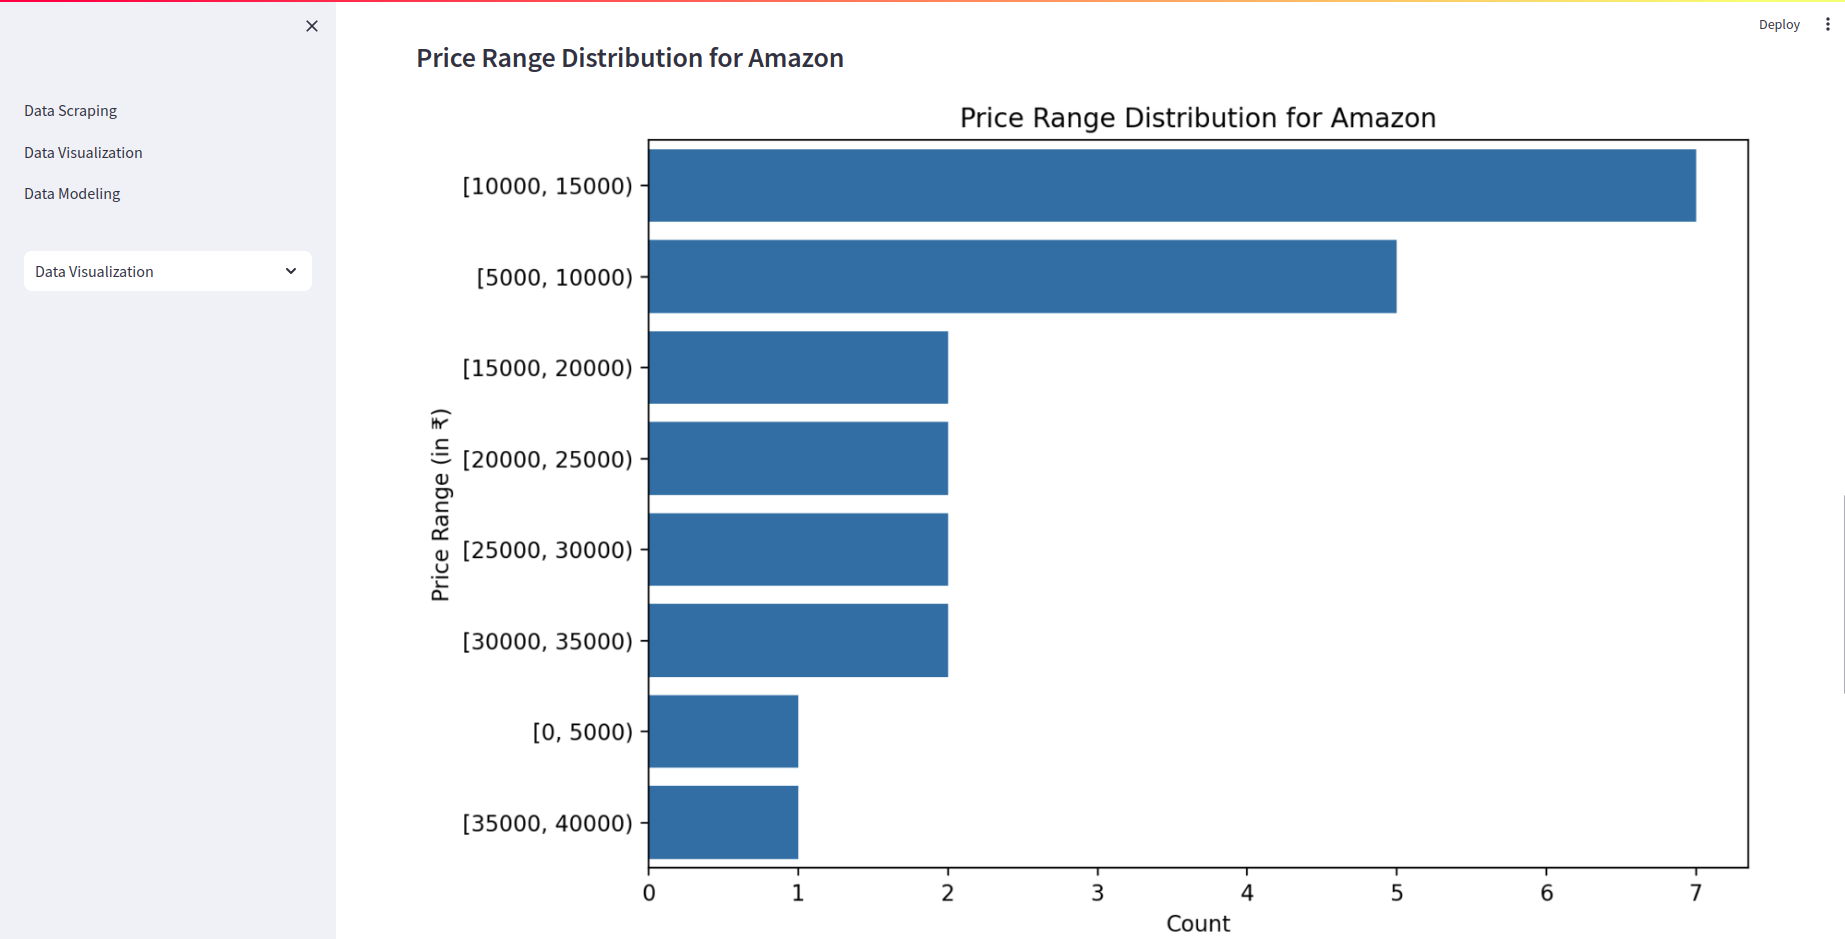 Deploy
Data Scraping
Data Visualization
Data Modeling
Data Visualization
Price Range Distribution for Amazon
Price Range Distribution for Amazon
Price Range (in ₹)
[10000, 15000)
[5000, 10000)
[15000, 20000)
[20000, 25000)
[25000, 30000)
[30000, 35000)
[0, 5000)
[35000, 40000)
0 1 2 3 4 5 6 7
Count